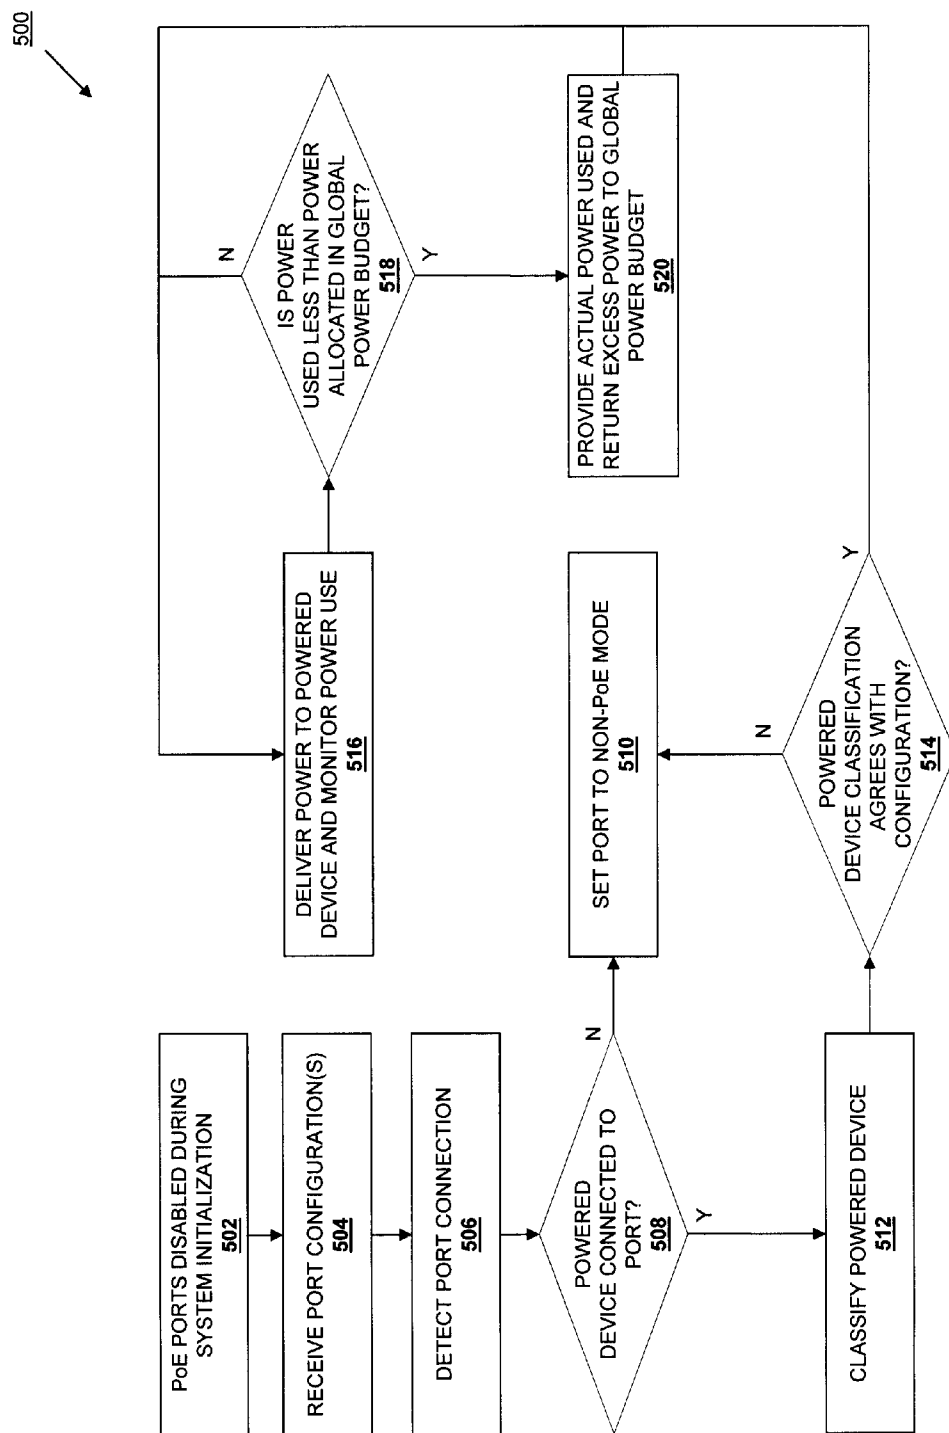 500
PoE PORTS DISABLED DURING
SYSTEM INITIALIZATION
502
RECEIVE PORT CONFIGURATION(S)
504
DETECT PORT CONNECTION
506
POWERED
DEVICE CONNECTED TO
PORT?
508
N
Y
SET PORT TO NON-PoE MODE
510
CLASSIFY POWERED DEVICE
512
POWERED
DEVICE CLASSIFICATION
AGREES WITH
CONFIGURATION?
514
N
Y
DELIVER POWER TO POWERED
DEVICE AND MONITOR POWER USE
516
IS POWER
USED LESS THAN POWER
ALLOCATED IN GLOBAL
POWER BUDGET?
518
N
Y
PROVIDE ACTUAL POWER USED AND
RETURN EXCESS POWER TO GLOBAL
POWER BUDGET
520